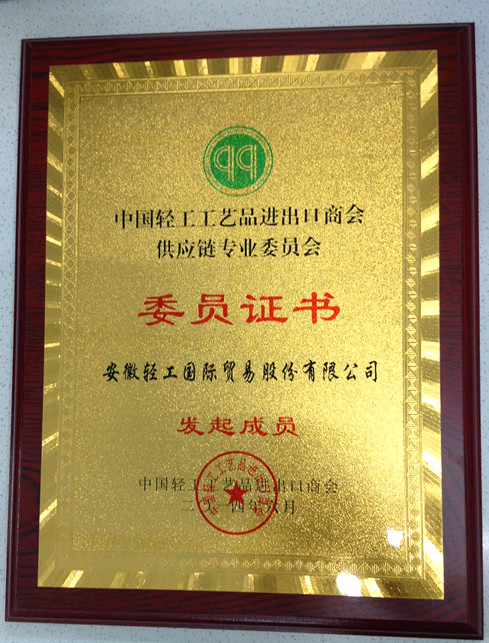 中国轻工工艺品进出口商会
供应链专业委员会
委员证书
安徽轻工国际贸易股份有限公司
发起成员
中国轻工工艺品进出口商会
二〇一四年六月